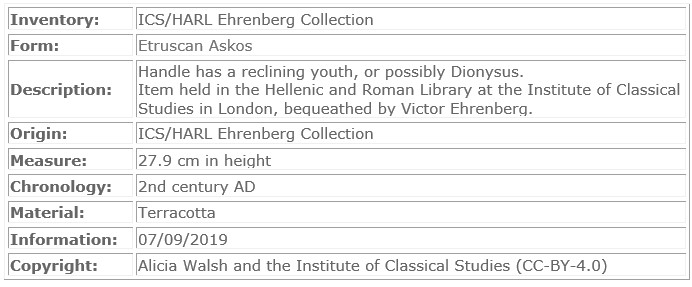 Inventory: ICS/HARL Ehrenberg Collection
Form: Etruscan Askos
Description: Handle has a reclining youth, or possibly Dionysus.
Item held in the Hellenic and Roman Library at the Institute of Classical
Studies in London, bequeathed by Victor Ehrenberg.
Origin: ICS/HARL Ehrenberg Collection
Measure: 27.9 cm in height
Chronology: 2nd century AD
Material: Terracotta
Information: 07/09/2019
Copyright: Alicia Walsh and the Institute of Classical Studies (CC-BY-4.0)